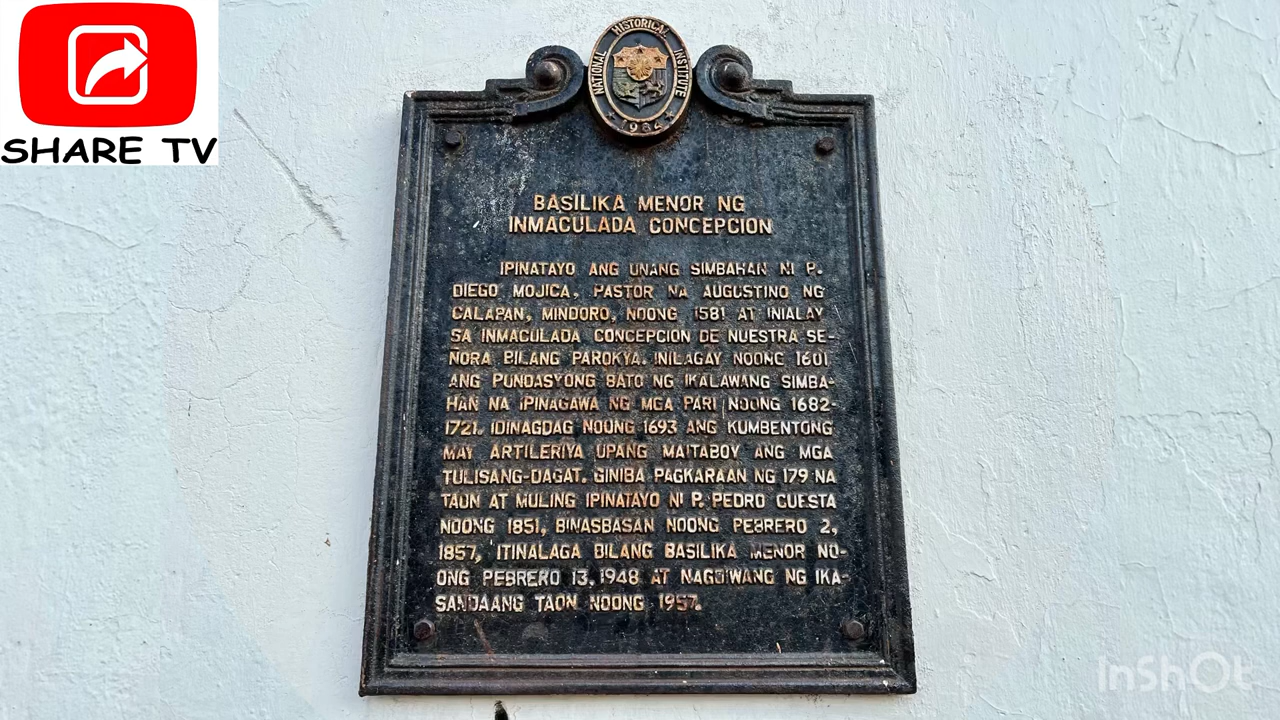 SHARE TV
NATIONAL HISTORICAL INSTITUTE
1984
BASILIKA MENOR NG
INMACULADA CONCEPCION
IPINATAYO ANG UNANG SIMBAHAN NI P.
DIEGO MOJICA, PASTOR NA AUGUSTINO NG
CALAPAN, MINDORO, NOONG 1581 AT INIALAY
SA INMACULADA CONCEPCION DE NUESTRA SE-
ÑORA BILANG PAROKYA. INILAGAY NOONG 1601
ANG PUNDASYONG BATO NG IKALAWANG SIMBA-
HAN NA IPINAGAWA NG MGA PARI NOONG 1682-
1721. IDINAGDAG NOONG 1693 ANG KUMBENTONG
MAY ARTILERIYA UPANG MAITABOY ANG MGA
TULISANG-DAGAT. GINIBA PAGKARAAN NG 179 NA
TAON AT MULING IPINATAYO NI P. PEDRO CUESTA
NOONG 1851, BINASBASAN NOONG PEBRERO 2,
1857, ITINALAGA BILANG BASILIKA MENOR NO-
ONG PEBRERO 13, 1948 AT NAGDIWANG NG IKA-
SANDAANG TAON NOONG 1957.
InShOt